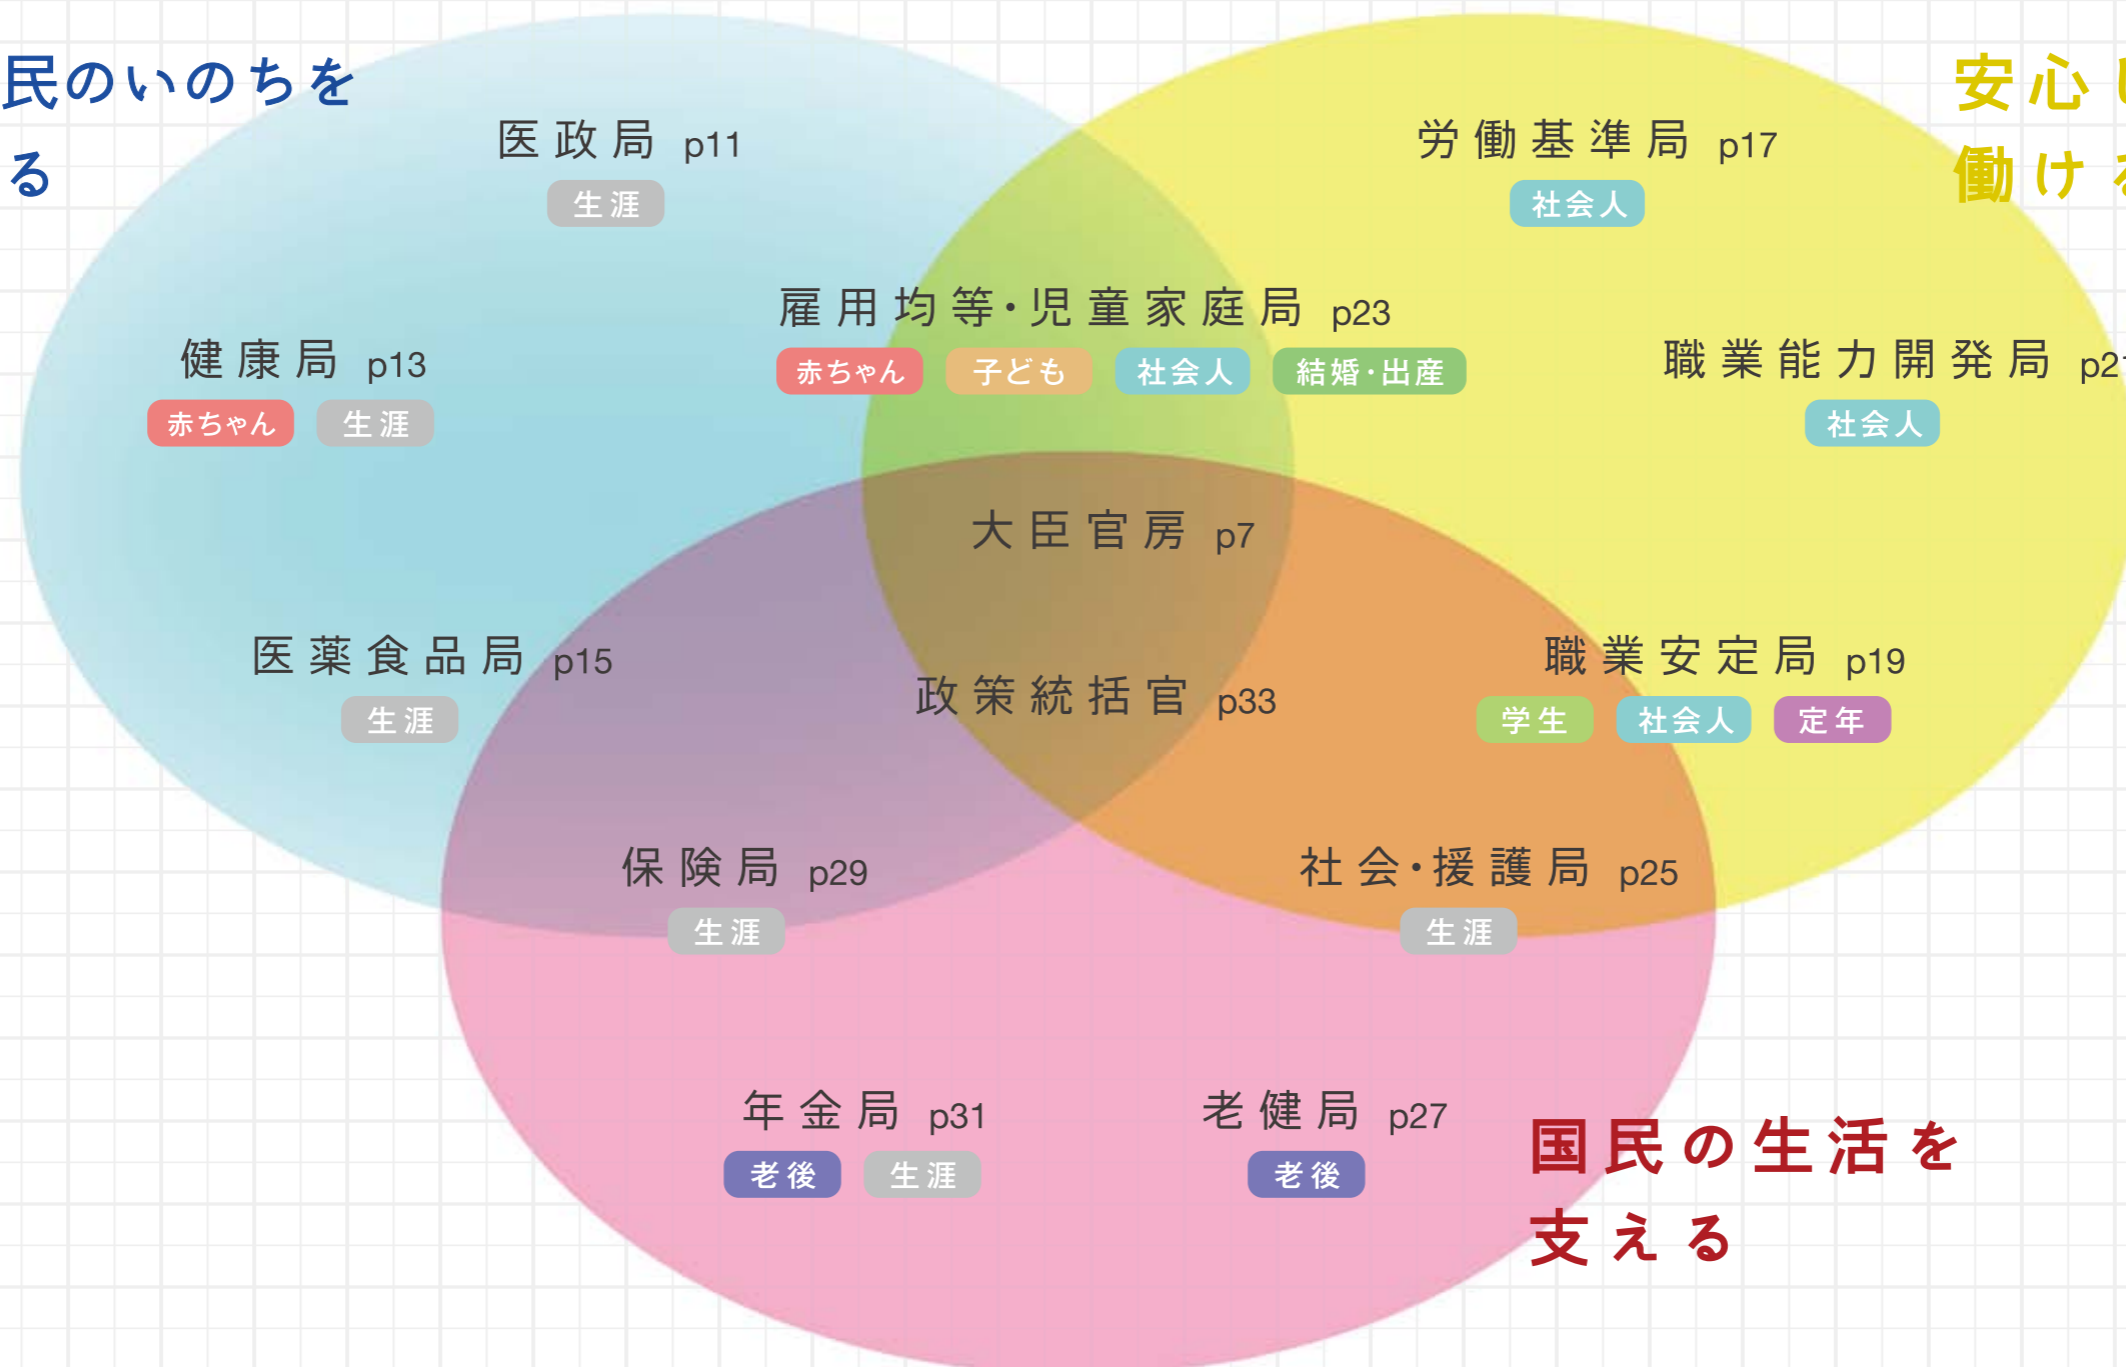 民のいのちを
る
安心し
働ける
医政局 p11
生涯
労働基準局 p17
社会人
雇用均等・児童家庭局 p23
赤ちゃん 子ども 社会人 結婚・出産
健康局 p13
赤ちゃん 生涯
職業能力開発局 p21
社会人
大臣官房 p7
医薬食品局 p15
生涯
政策統括官 p33
職業安定局 p19
学生 社会人 定年
保険局 p29
生涯
社会・援護局 p25
生涯
年金局 p31
老後 生涯
老健局 p27
老後
国民の生活を
支える